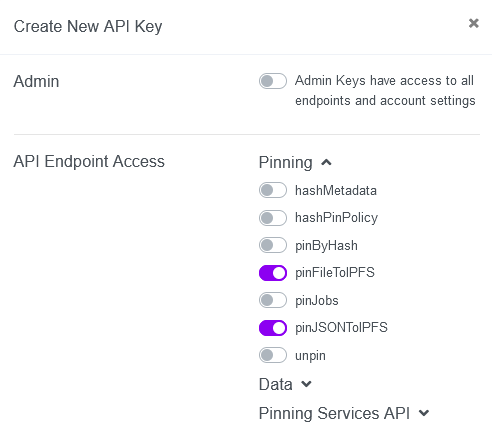 Create New API Key
Admin
Admin Keys have access to all
endpoints and account settings
API Endpoint Access
Pinning
hashMetadata
hashPinPolicy
pinByHash
pinFileToIPFS
pinJobs
pinJSONToIPFS
unpin
Data
Pinning Services API